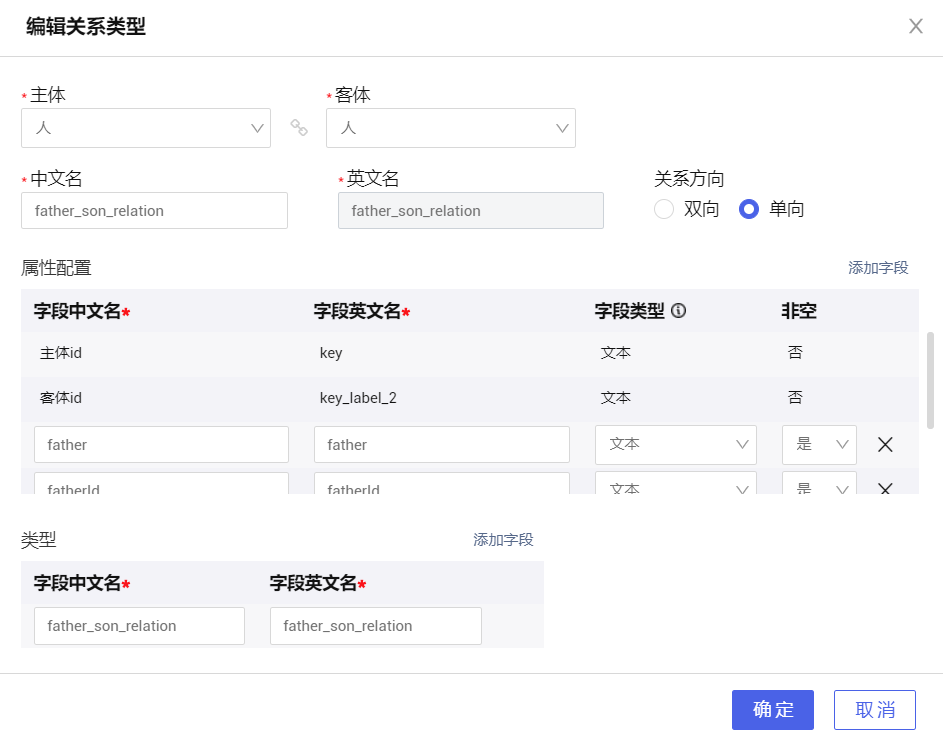 编辑关系类型
* 主体 * 客体
人 人
* 中文名 * 英文名 关系方向
father_son_relation father_son_relation 双向 单向
属性配置 添加字段
字段中文名* 字段英文名* 字段类型 非空
主体id key 文本 否
客体id key_label_2 文本 否
father father 文本 是
fatherId fatherId 文本 是
类型 添加字段
字段中文名* 字段英文名*
father_son_relation father_son_relation
确定 取消